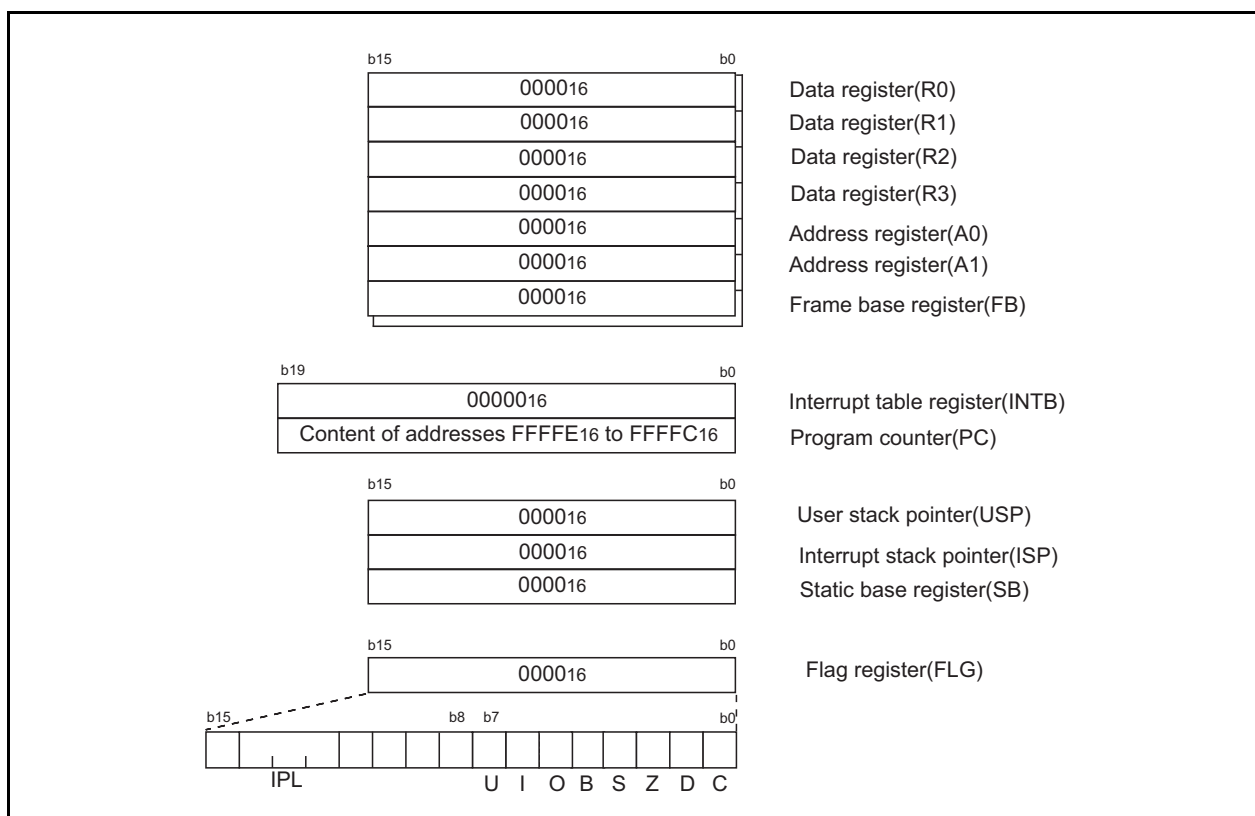 b15 b0
000016 Data register(R0)
000016 Data register(R1)
000016 Data register(R2)
000016 Data register(R3)
000016 Address register(A0)
000016 Address register(A1)
000016 Frame base register(FB)
b19 b0
0000016 Interrupt table register(INTB)
Content of addresses FFFFE16 to FFFFC16 Program counter(PC)
b15 b0
000016 User stack pointer(USP)
000016 Interrupt stack pointer(ISP)
000016 Static base register(SB)
b15 b0
000016 Flag register(FLG)
b15 b8 b7 b0
IPL U I O B S Z D C